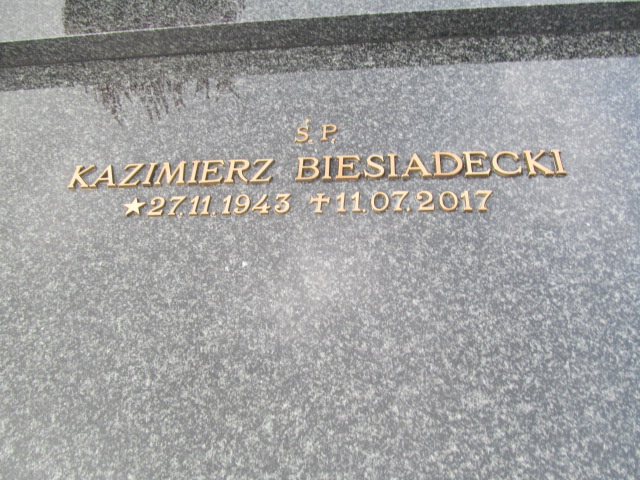 Ś.P.
KAZIMIERZ BIESIADECKI
★27.11.1943 ✝11.07.2017